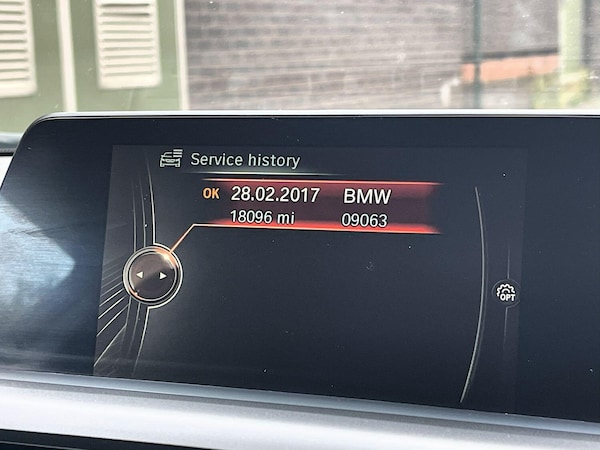 Service history
OK 28.02.2017 BMW
18096 mi 09063
OPT